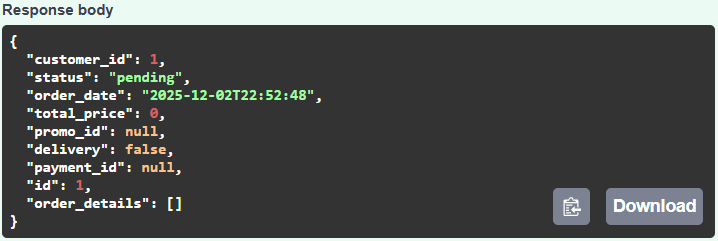 Response body
{
  "customer_id": 1,
  "status": "pending",
  "order_date": "2025-12-02T22:52:48",
  "total_price": 0,
  "promo_id": null,
  "delivery": false,
  "payment_id": null,
  "id": 1,
  "order_details": []
}
Download